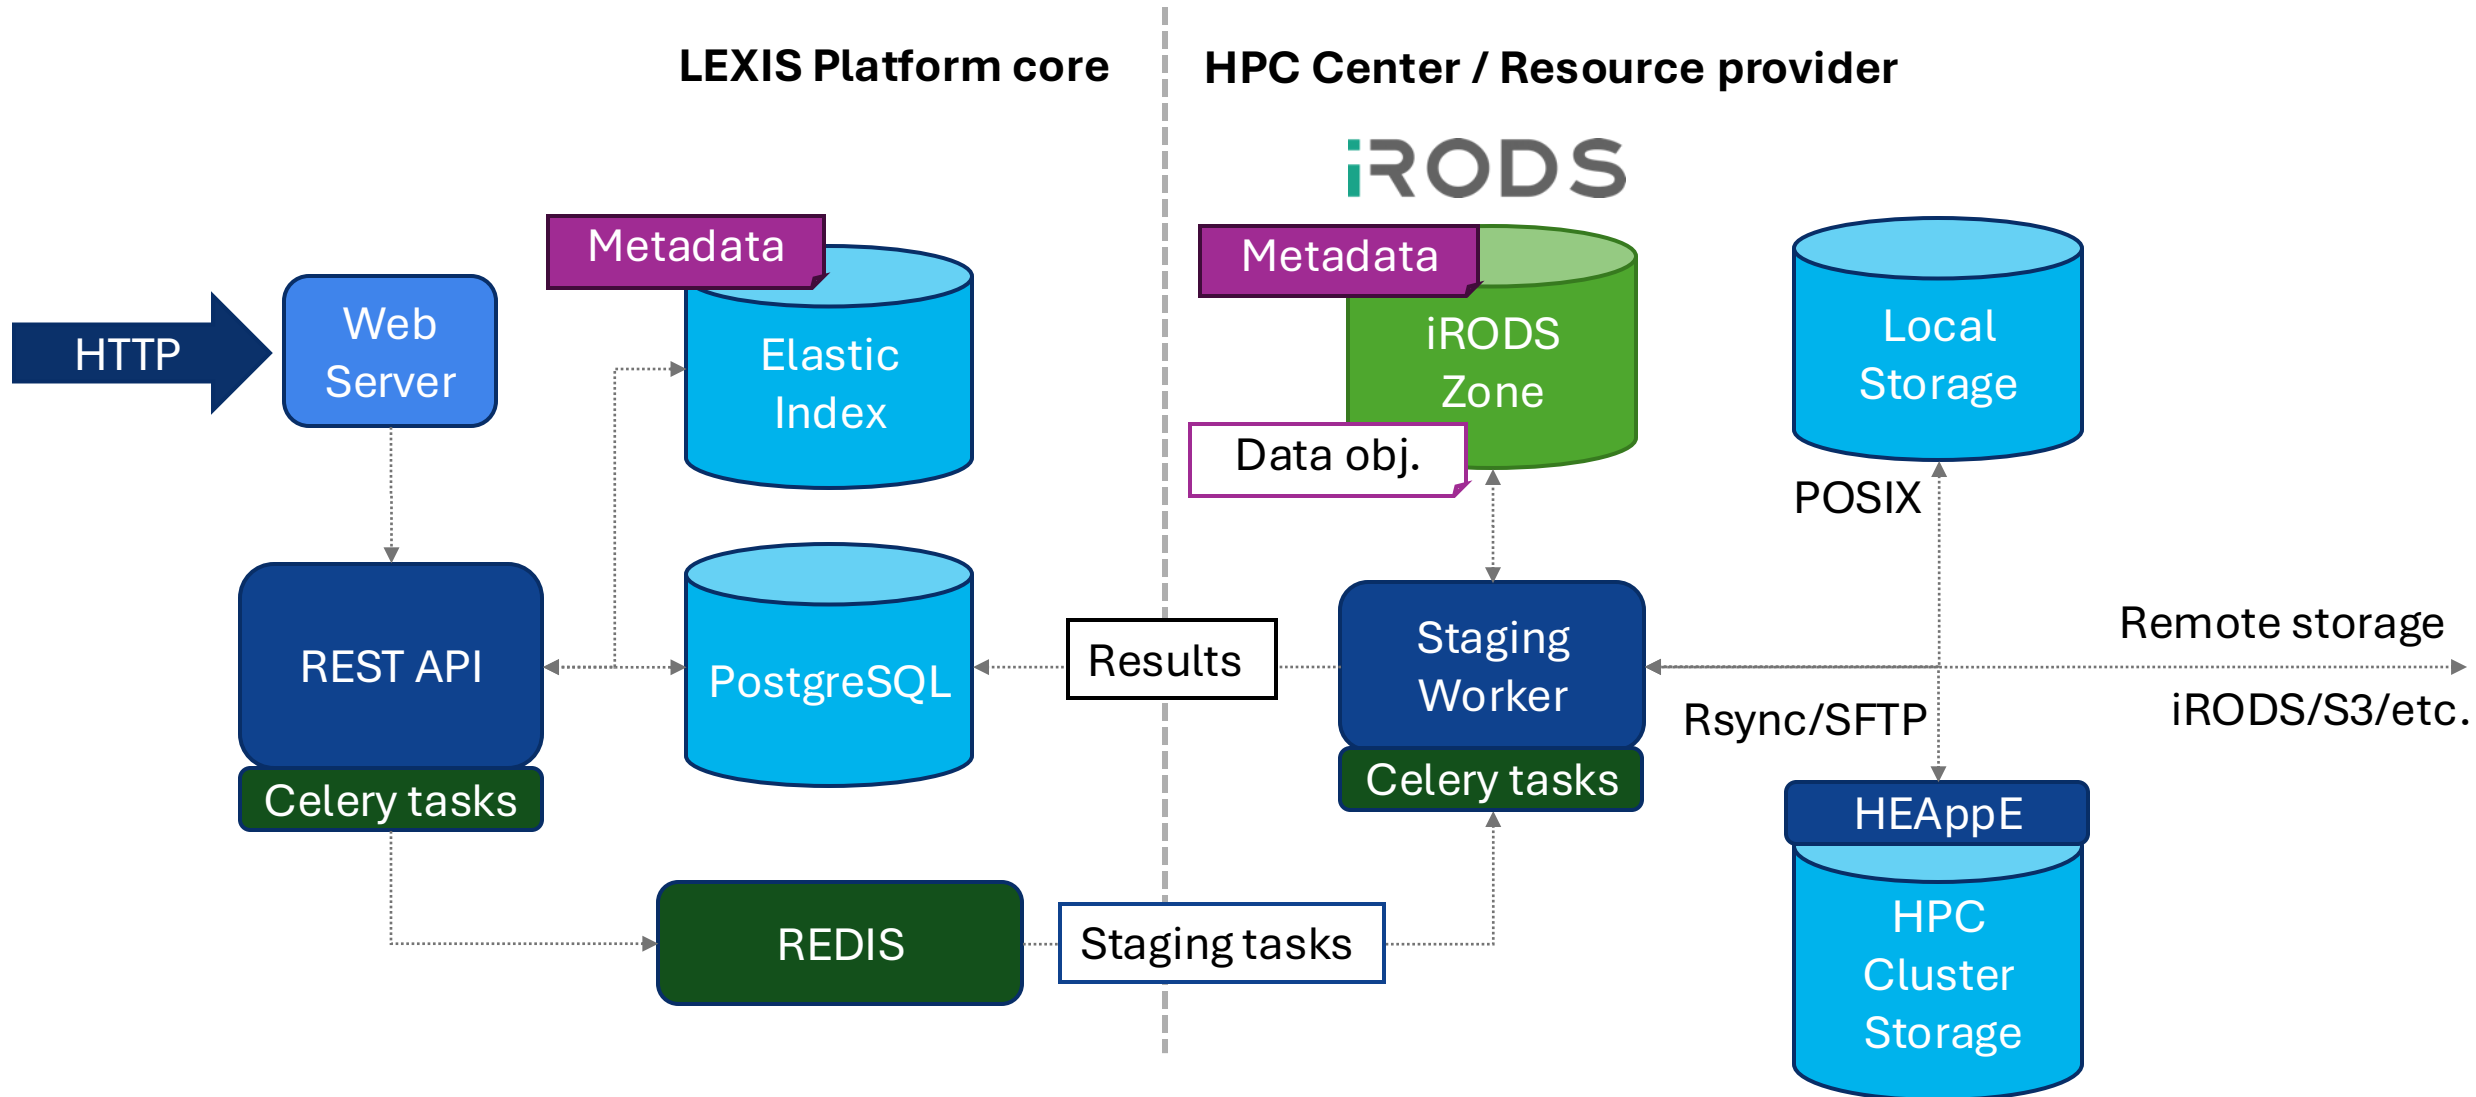 LEXIS Platform core
HPC Center / Resource provider
iRODS
Metadata
Metadata
HTTP
Web
Server
Elastic
Index
iRODS
Zone
Data obj.
Local
Storage
POSIX
REST API
Celery tasks
PostgreSQL
Results
Staging
Worker
Celery tasks
Remote storage
iRODS/S3/etc.
Rsync/SFTP
HEAppE
HPC
Cluster
Storage
REDIS
Staging tasks